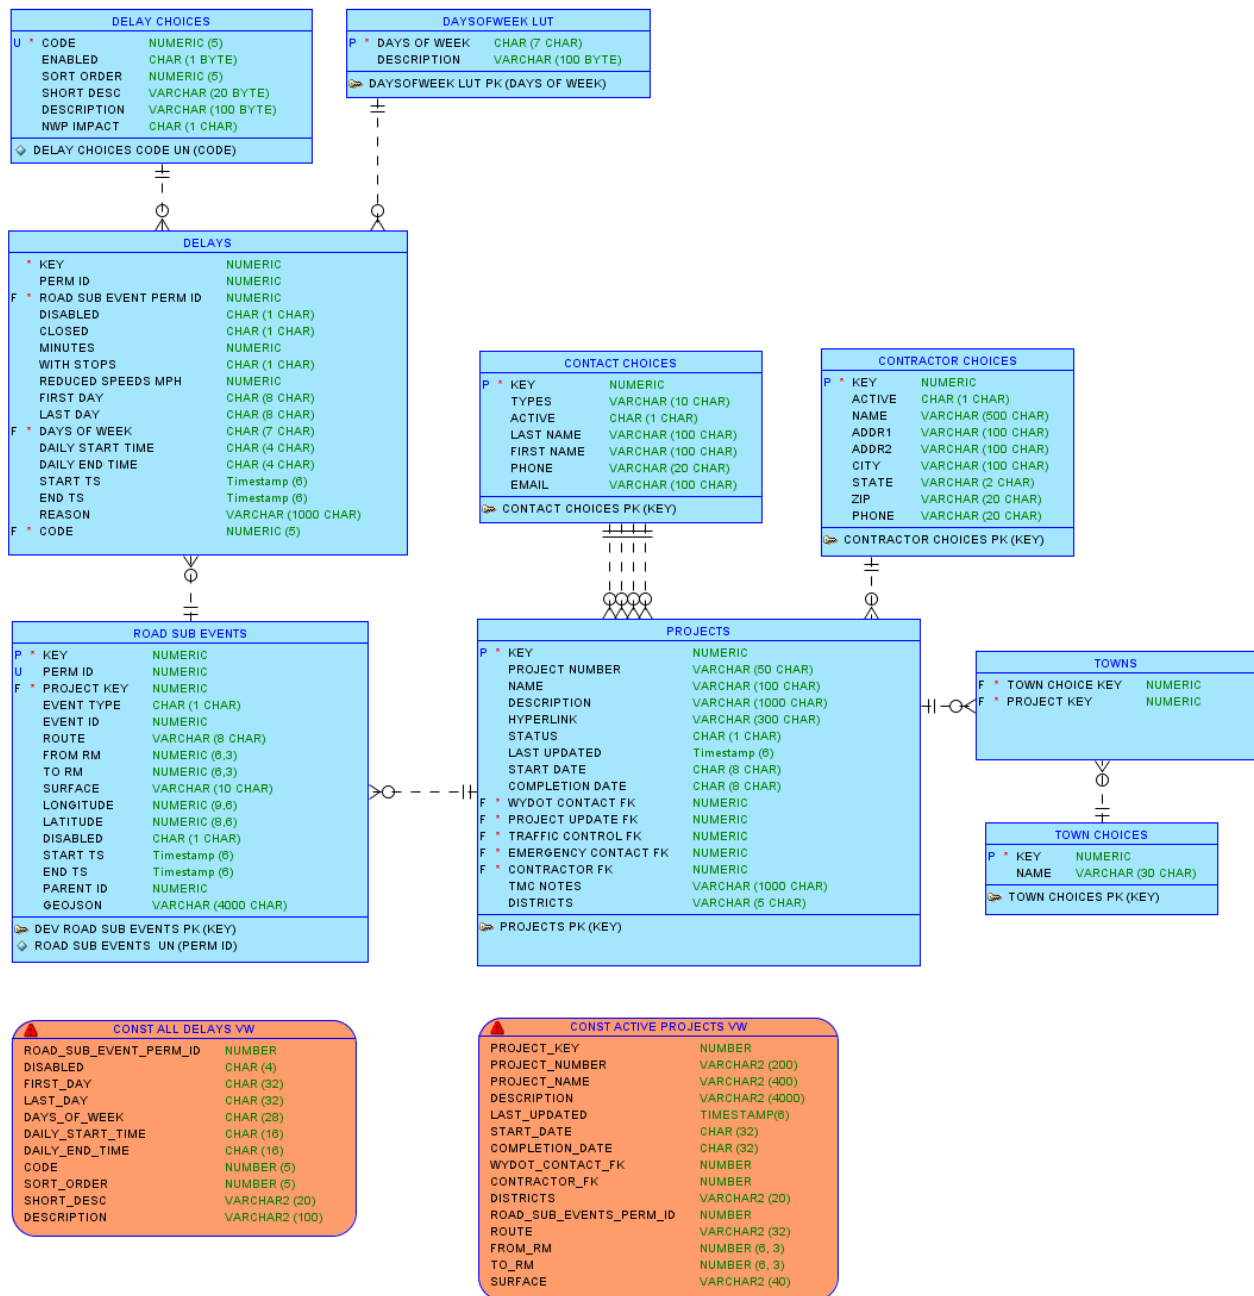 DELAY CHOICES
U * CODE NUMERIC (5)
ENABLED CHAR (1 BYTE)
SORT ORDER NUMERIC (5)
SHORT DESC VARCHAR (20 BYTE)
DESCRIPTION VARCHAR (100 BYTE)
NWP IMPACT CHAR (1 CHAR)
DELAY CHOICES CODE UN (CODE)
DAYSOFWEEK LUT
P * DAYS OF WEEK CHAR (7 CHAR)
DESCRIPTION VARCHAR (100 BYTE)
DAYSOFWEEK LUT PK (DAYS OF WEEK)
DELAYS
* KEY NUMERIC
PERM ID NUMERIC
F * ROAD SUB EVENT PERM ID NUMERIC
DISABLED CHAR (1 CHAR)
CLOSED CHAR (1 CHAR)
MINUTES NUMERIC
WITH STOPS CHAR (1 CHAR)
REDUCED SPEEDS MPH NUMERIC
FIRST DAY CHAR (8 CHAR)
LAST DAY CHAR (8 CHAR)
F * DAYS OF WEEK CHAR (7 CHAR)
DAILY START TIME CHAR (4 CHAR)
DAILY END TIME CHAR (4 CHAR)
START TS Timestamp (6)
END TS Timestamp (6)
REASON VARCHAR (1000 CHAR)
F * CODE NUMERIC (5)
CONTACT CHOICES
P * KEY NUMERIC
TYPES VARCHAR (10 CHAR)
ACTIVE CHAR (1 CHAR)
LAST NAME VARCHAR (100 CHAR)
FIRST NAME VARCHAR (100 CHAR)
PHONE VARCHAR (20 CHAR)
EMAIL VARCHAR (100 CHAR)
CONTACT CHOICES PK (KEY)
CONTRACTOR CHOICES
P * KEY NUMERIC
ACTIVE CHAR (1 CHAR)
NAME VARCHAR (500 CHAR)
ADDR1 VARCHAR (100 CHAR)
ADDR2 VARCHAR (100 CHAR)
CITY VARCHAR (100 CHAR)
STATE VARCHAR (2 CHAR)
ZIP VARCHAR (20 CHAR)
PHONE VARCHAR (20 CHAR)
CONTRACTOR CHOICES PK (KEY)
ROAD SUB EVENTS
P * KEY NUMERIC
U PERM ID NUMERIC
F * PROJECT KEY NUMERIC
EVENT TYPE CHAR (1 CHAR)
EVENT ID NUMERIC
ROUTE VARCHAR (8 CHAR)
FROM RM NUMERIC (6,3)
TO RM NUMERIC (6,3)
SURFACE VARCHAR (10 CHAR)
LONGITUDE NUMERIC (9,6)
LATITUDE NUMERIC (8,6)
DISABLED CHAR (1 CHAR)
START TS Timestamp (6)
END TS Timestamp (6)
PARENT ID NUMERIC
GEOJSON VARCHAR (4000 CHAR)
DEV ROAD SUB EVENTS PK (KEY)
ROAD SUB EVENTS UN (PERM ID)
PROJECTS
P * KEY NUMERIC
PROJECT NUMBER VARCHAR (50 CHAR)
NAME VARCHAR (100 CHAR)
DESCRIPTION VARCHAR (1000 CHAR)
HYPERLINK VARCHAR (300 CHAR)
STATUS CHAR (1 CHAR)
LAST UPDATED Timestamp (6)
START DATE CHAR (8 CHAR)
COMPLETION DATE CHAR (8 CHAR)
F * WYDOT CONTACT FK NUMERIC
F * PROJECT UPDATE FK NUMERIC
F * TRAFFIC CONTROL FK NUMERIC
F * EMERGENCY CONTACT FK NUMERIC
F * CONTRACTOR FK NUMERIC
TMC NOTES VARCHAR (1000 CHAR)
DISTRICTS VARCHAR (5 CHAR)
PROJECTS PK (KEY)
TOWNS
F * TOWN CHOICE KEY NUMERIC
F * PROJECT KEY NUMERIC
TOWN CHOICES
P * KEY NUMERIC
NAME VARCHAR (30 CHAR)
TOWN CHOICES PK (KEY)
CONST ALL DELAYS VW
ROAD_SUB_EVENT_PERM_ID NUMBER
DISABLED CHAR (4)
FIRST_DAY CHAR (32)
LAST_DAY CHAR (32)
DAYS_OF_WEEK CHAR (28)
DAILY_START_TIME CHAR (16)
DAILY_END_TIME CHAR (16)
CODE NUMBER (5)
SORT_ORDER NUMBER (5)
SHORT_DESC VARCHAR2 (20)
DESCRIPTION VARCHAR2 (100)
CONST ACTIVE PROJECTS VW
PROJECT_KEY NUMBER
PROJECT_NUMBER VARCHAR2 (200)
PROJECT_NAME VARCHAR2 (400)
DESCRIPTION VARCHAR2 (4000)
LAST_UPDATED TIMESTAMP(6)
START_DATE CHAR (32)
COMPLETION_DATE CHAR (32)
WYDOT_CONTACT_FK NUMBER
CONTRACTOR_FK NUMBER
DISTRICTS VARCHAR2 (20)
ROAD_SUB_EVENTS_PERM_ID NUMBER
ROUTE VARCHAR2 (32)
FROM_RM NUMBER (6, 3)
TO_RM NUMBER (6, 3)
SURFACE VARCHAR2 (40)